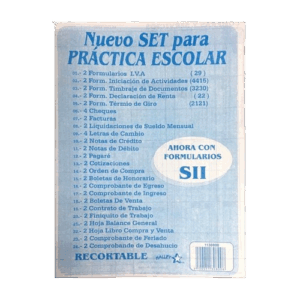 Nuevo SET para
PRÁCTICA ESCOLAR
2 Formularios I.V.A (29)
2 Form. Iniciación de Actividades (4416)
2 Form. Timbraje de Documentos (3230)
2 Form. Declaración de Renta (22)
2 Form. Término de Giro (2121)
4 Cheques
2 Facturas
2 Liquidaciones de Sueldo Mensual
4 Letras de Cambio
2 Notas de Crédito
2 Notas de Débito
2 Pagaré
2 Cotizaciones
2 Orden de Compra
2 Boletas de Honorario
2 Comprobante de Egreso
2 Comprobante de Ingreso
2 Boletas De Venta
2 Contrato de Trabajo
2 Finiquito de Trabajo
2 Hoja Balance General
2 Hoja Libro Compra y Venta
2 Comprobante de Feriado
2 Comprobante de Desahucio
AHORA CON
FORMULARIOS
SII
RECORTABLE